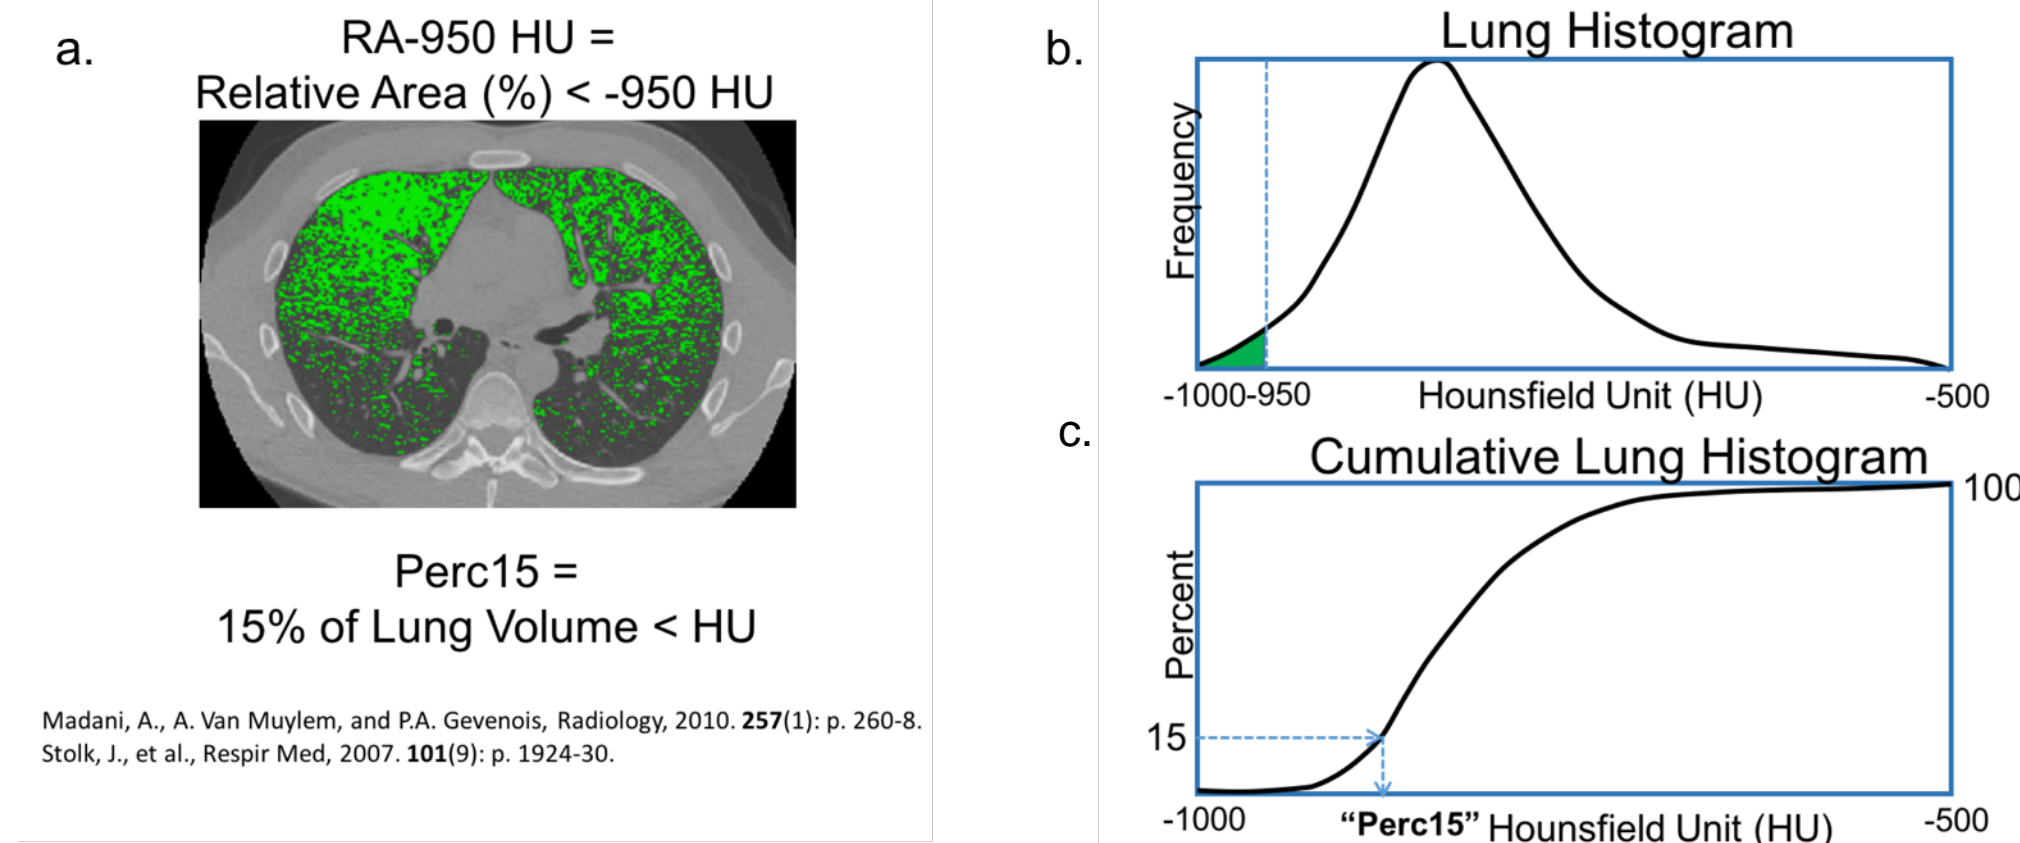 a.
RA-950 HU =
Relative Area (%) < -950 HU
Perc15 =
15% of Lung Volume < HU
Madani, A., A. Van Muylem, and P.A. Gevenois, Radiology, 2010. 257(1): p. 260-8.
Stolk, J., et al., Respir Med, 2007. 101(9): p. 1924-30.
b.
Lung Histogram
Frequency
-1000-950
Hounsfield Unit (HU)
-500
c.
Cumulative Lung Histogram
100
Percent
15
-1000
“Perc15” Hounsfield Unit (HU)
-500